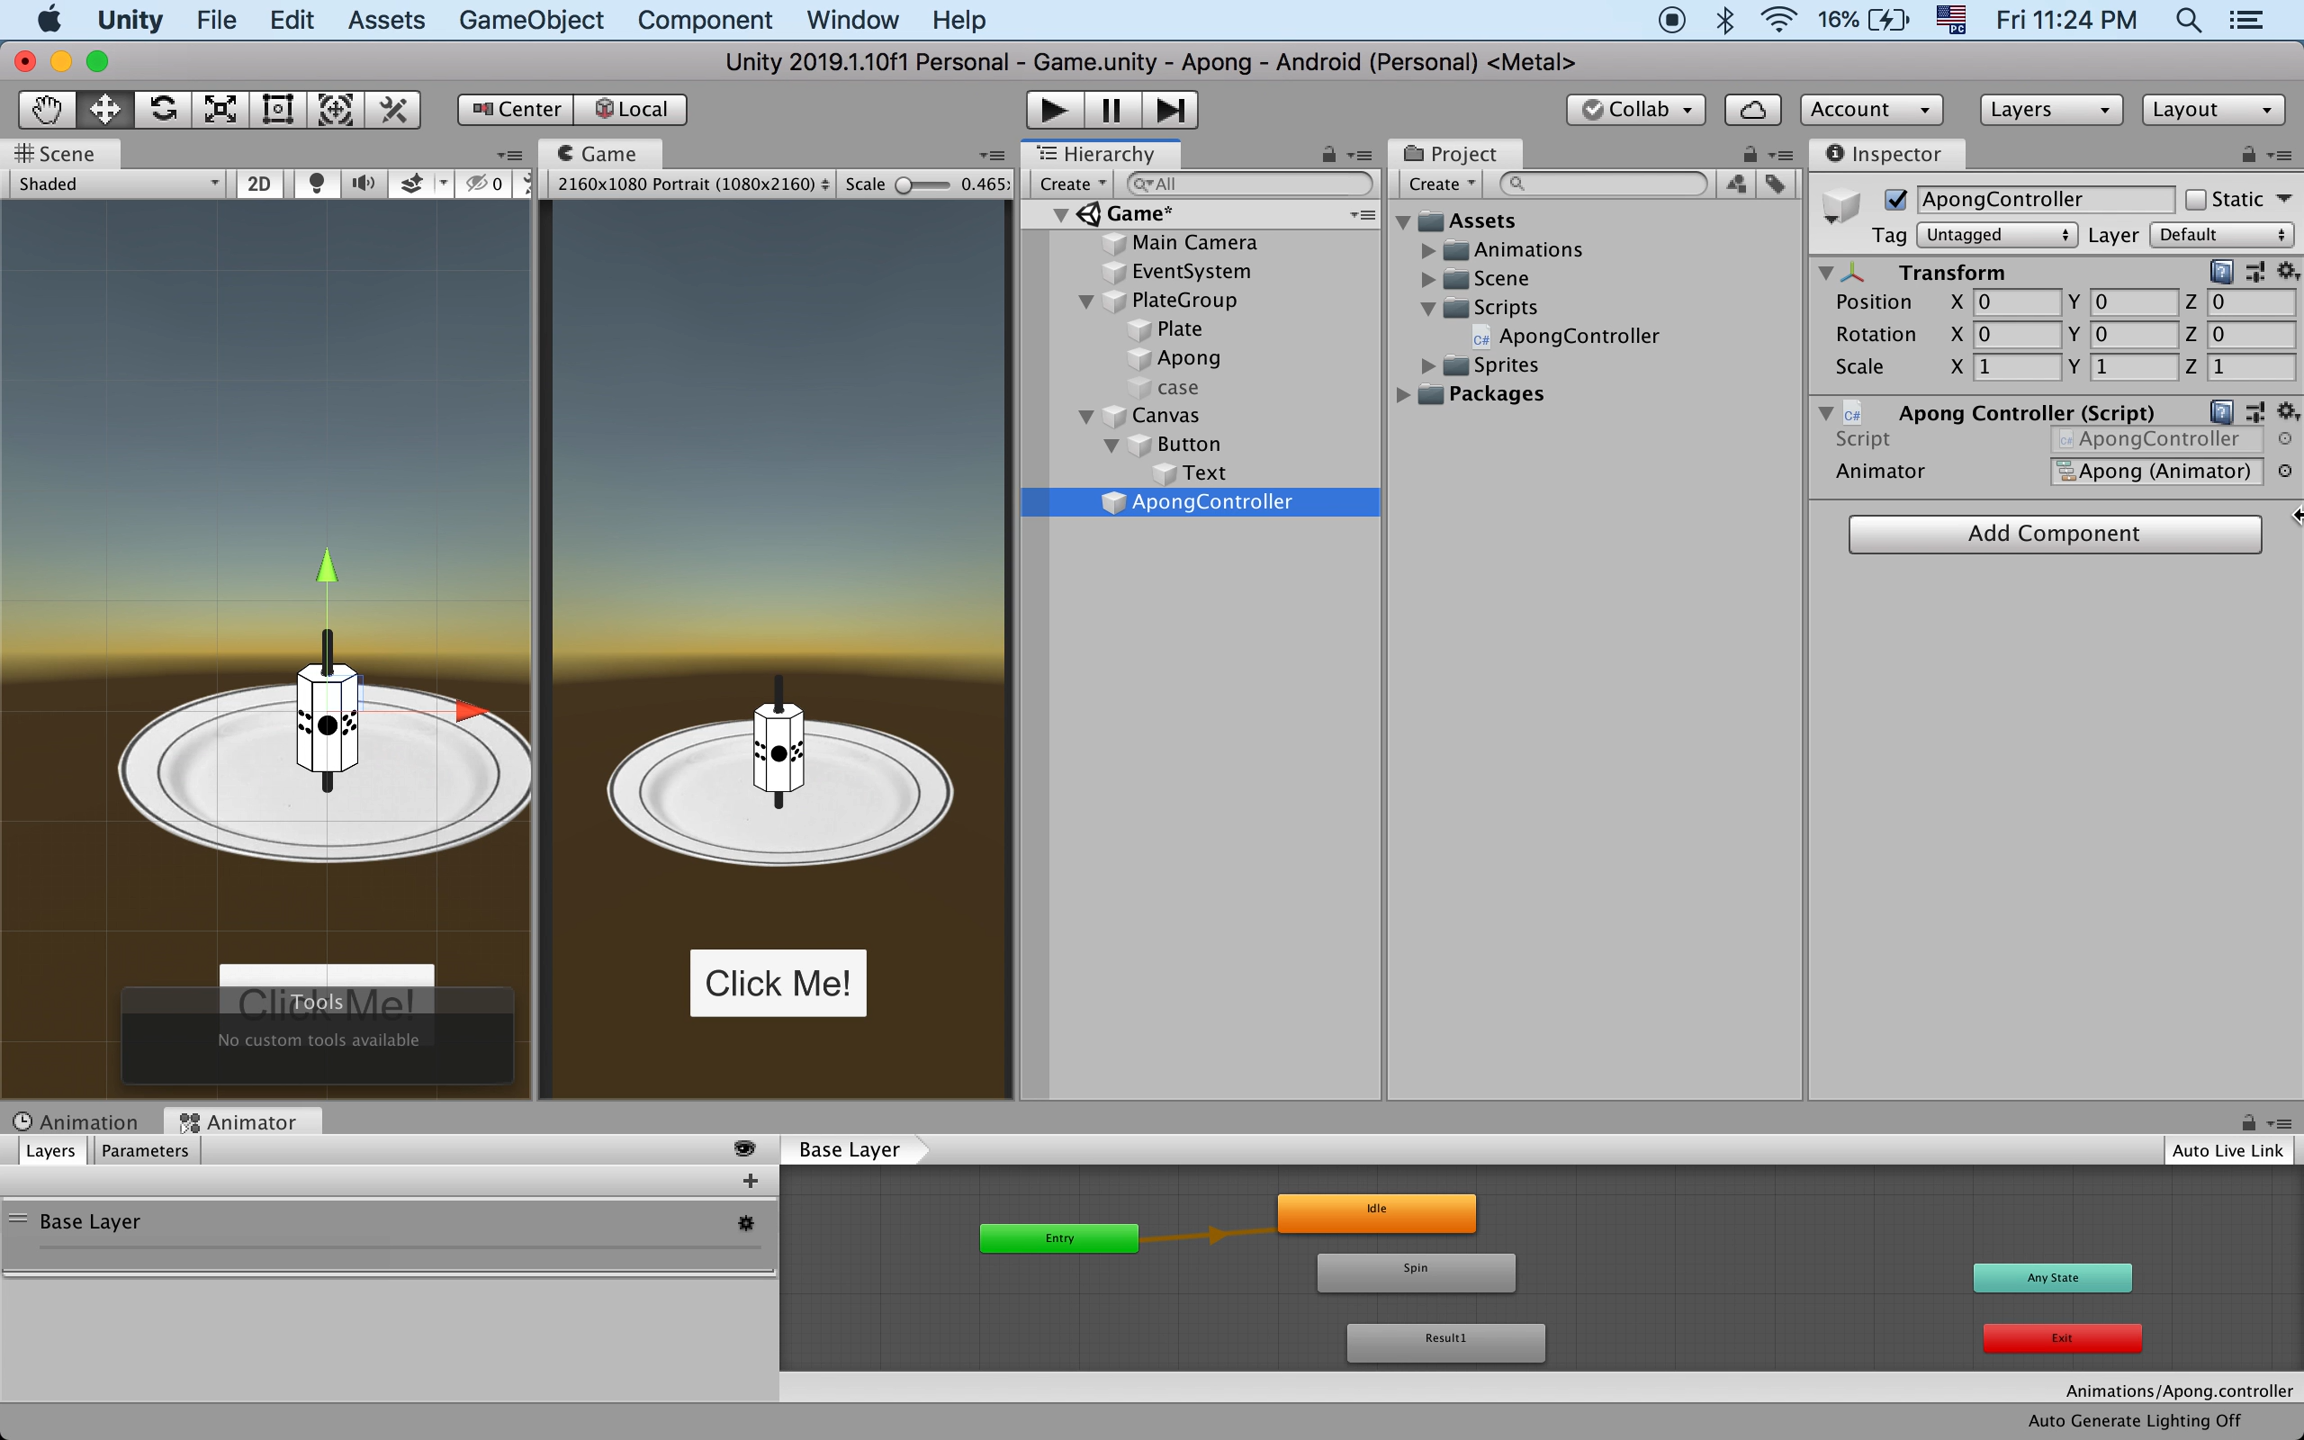 Unity File Edit Assets GameObject Component Window Help 16% Fri 11:24 PM
Unity 2019.1.10f1 Personal - Game.unity - Apong - Android (Personal) <Metal>
Center Local Collab Account Layers Layout
Scene
Shaded 2D 0
Game
2160x1080 Portrait (1080x2160) Scale 0.465
Click Me!
Tools
No custom tools available
Click Me!
Hierarchy
Create All
Game*
Main Camera
EventSystem
PlateGroup
Plate
Apong
case
Canvas
Button
Text
ApongController
Project
Create
Assets
Animations
Scene
Scripts
C# ApongController
Sprites
Packages
Inspector
ApongController Static
Tag Untagged Layer Default
Transform
Position X 0 Y 0 Z 0
Rotation X 0 Y 0 Z 0
Scale X 1 Y 1 Z 1
C# Apong Controller (Script)
Script ApongController
Animator Apong (Animator)
Add Component
Animation Animator
Layers Parameters
Base Layer
Base Layer Auto Live Link
Idle
Entry
Spin
Any State
Result1
Exit
Animations/Apong.controller
Auto Generate Lighting Off